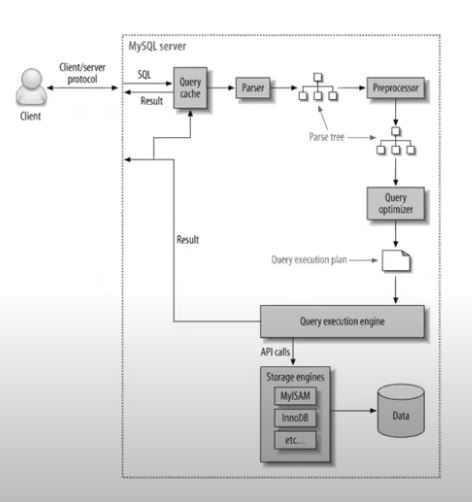 MySQL server
Client/server
protocol
SQL
Result
Query
cache
Parser
Preprocessor
Client
Parse tree
Query
optimizer
Result
Query execution plan
Query execution engine
API calls
Storage engines
MyISAM
InnoDB
etc...
Data